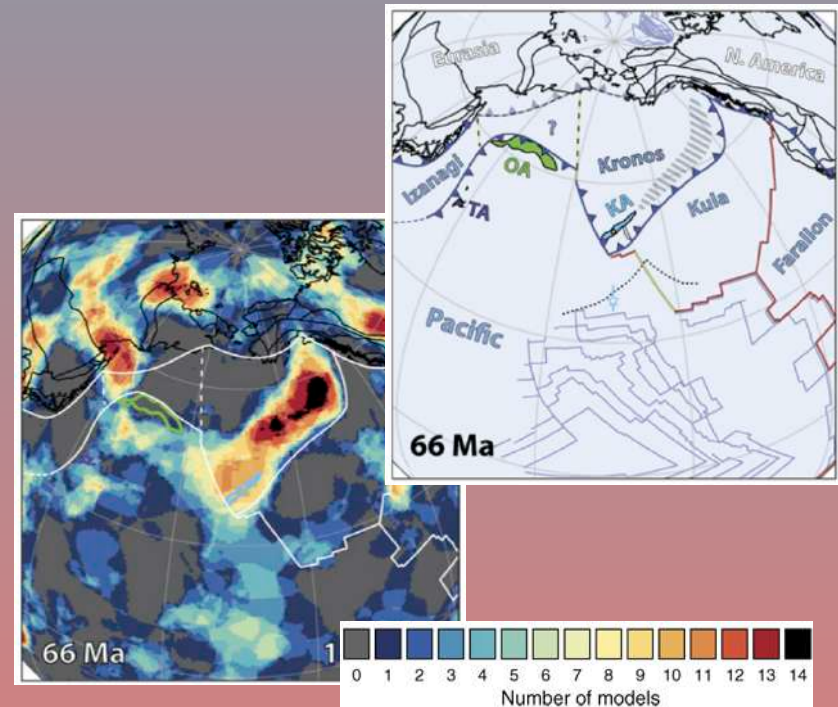 Eurasia
N. America
?
Kronos
Izanagi
OA
TA
KA
Kula
Farallon
Pacific
66 Ma
66 Ma
1
0 1 2 3 4 5 6 7 8 9 10 11 12 13 14
Number of models